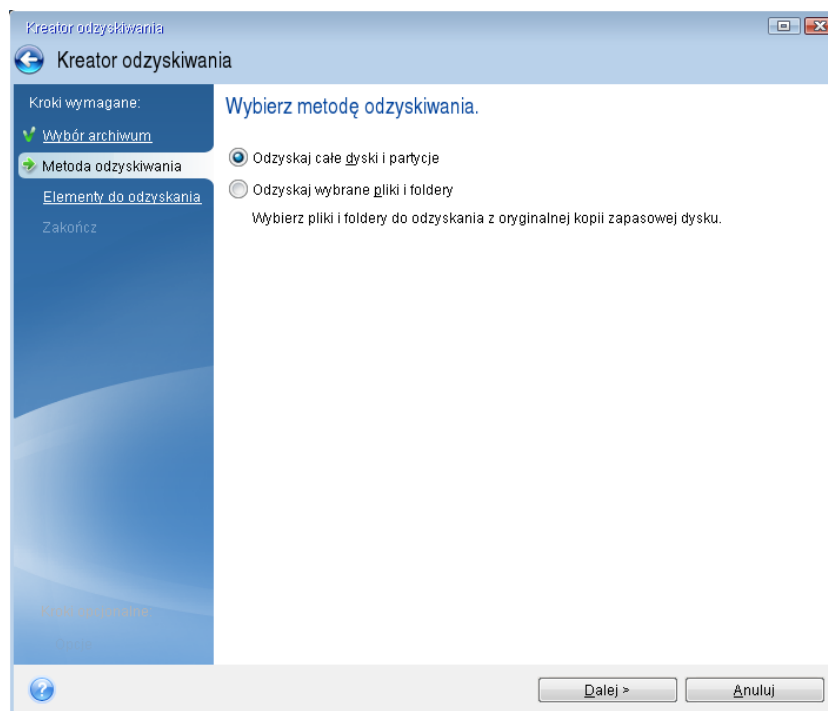 Kreator odzyskiwania
Kreator odzyskiwania
Kroki wymagane:
Wybór archiwum
Metoda odzyskiwania
Elementy do odzyskania
Zakończ
Wybierz metodę odzyskiwania.
Odzyskaj całe dyski i partycje
Odzyskaj wybrane pliki i foldery
Wybierz pliki i foldery do odzyskania z oryginalnej kopii zapasowej dysku.
Dalej >
Anuluj